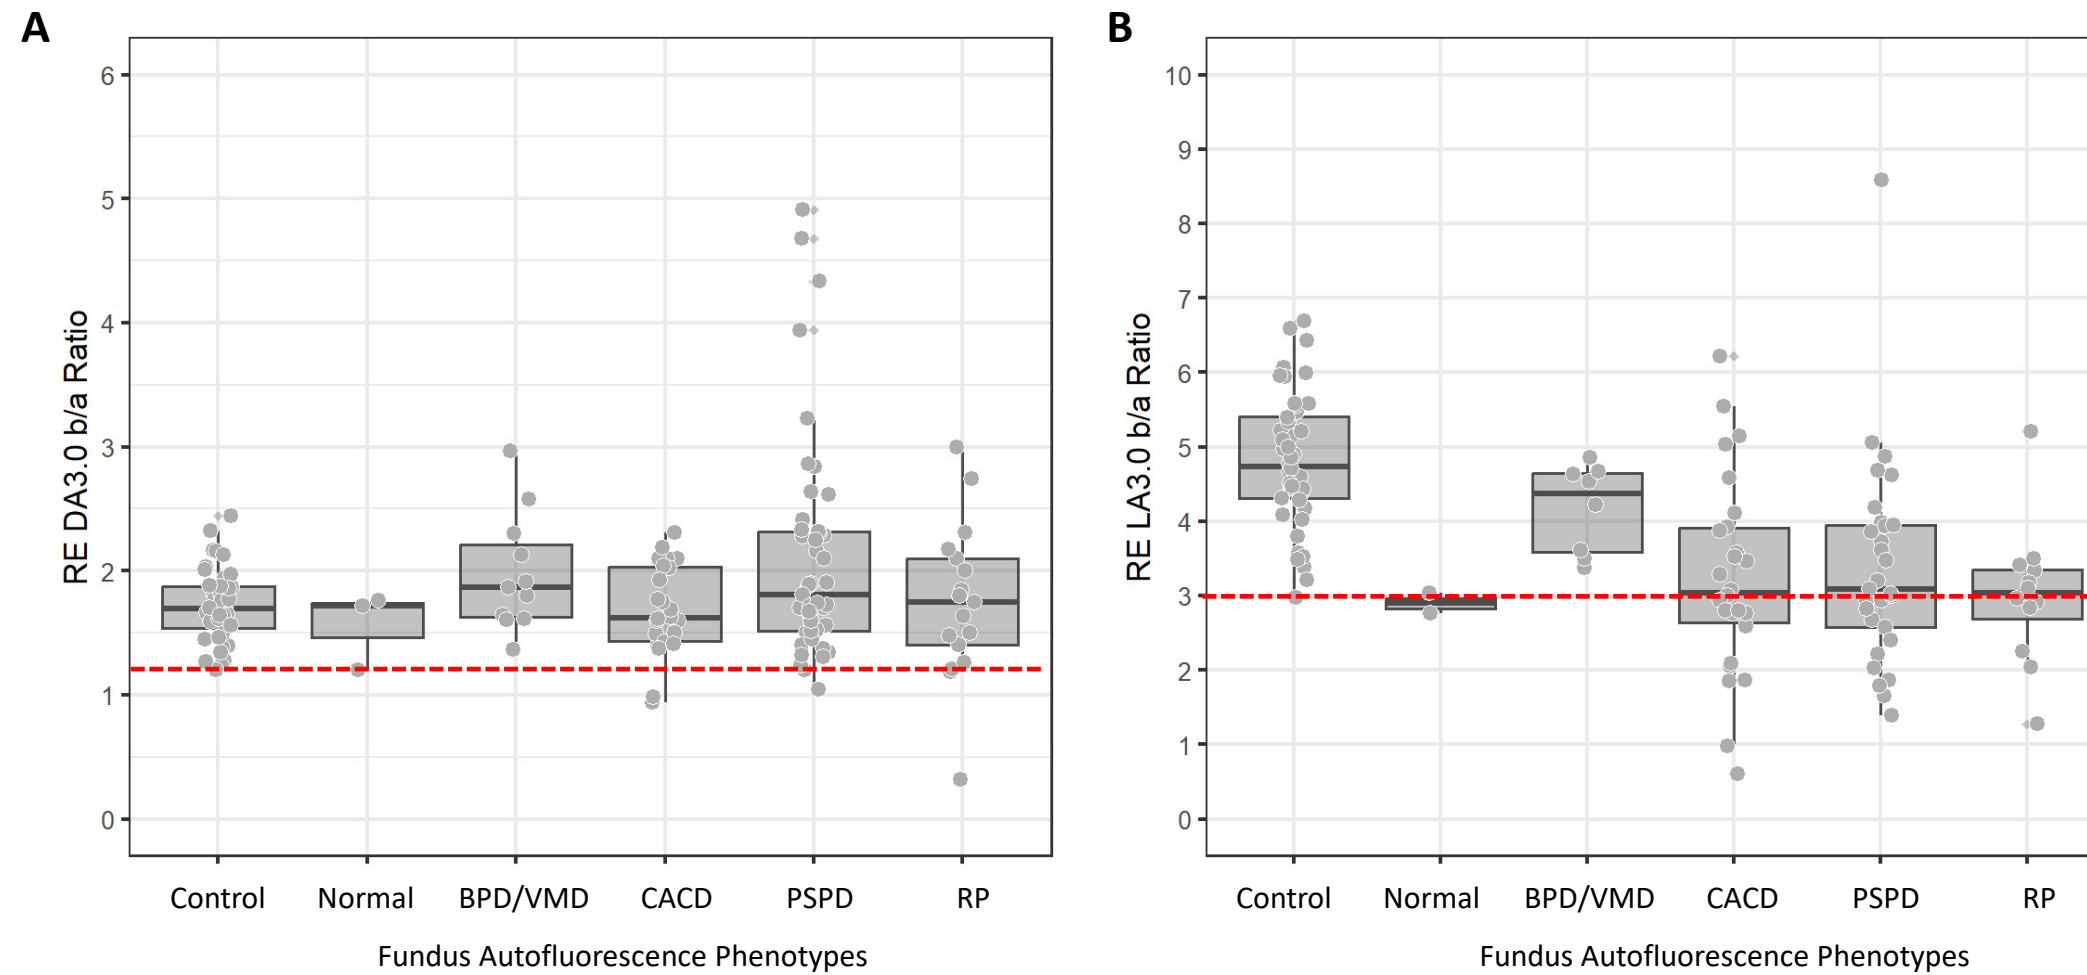 A
RE DA3.0 b/a Ratio
6
5
4
3
2
1
0
Control Normal BPD/VMD CACD PSPD RP
Fundus Autofluorescence Phenotypes
B
RE LA3.0 b/a Ratio
10
9
8
7
6
5
4
3
2
1
0
Control Normal BPD/VMD CACD PSPD RP
Fundus Autofluorescence Phenotypes